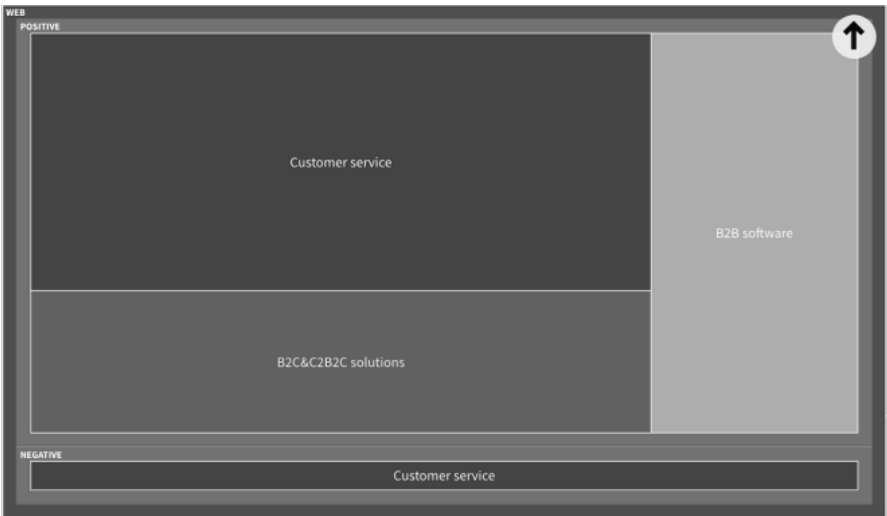 WEB
POSITIVE
Customer service
B2B software
B2C&C2B2C solutions
NEGATIVE
Customer service